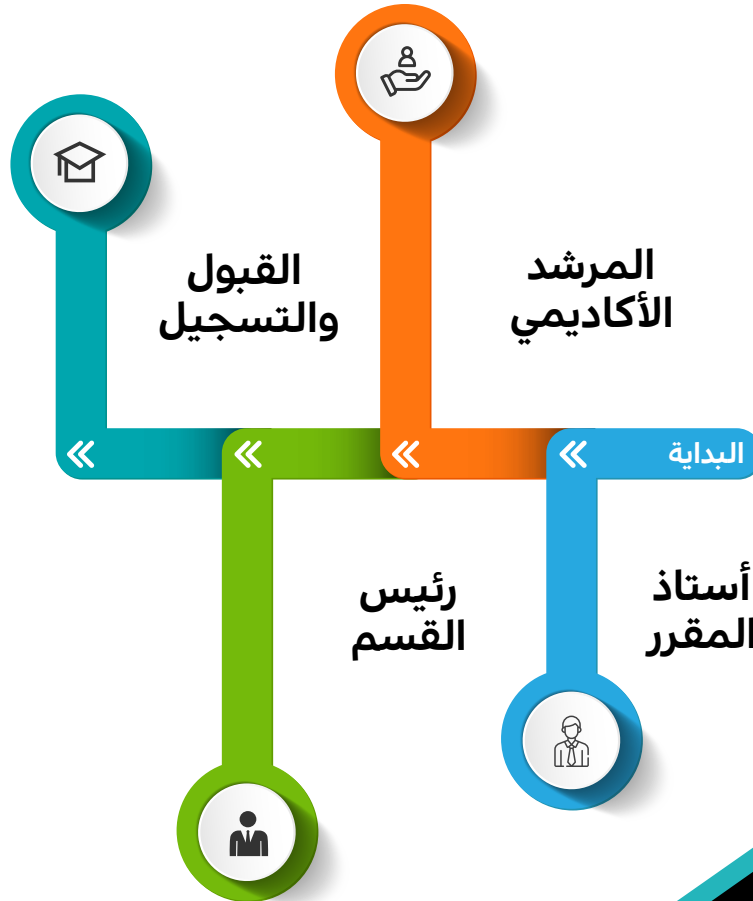 البداية
أستاذ
المقرر
المرشد
الأكاديمي
رئيس
القسم
القبول
والتسجيل